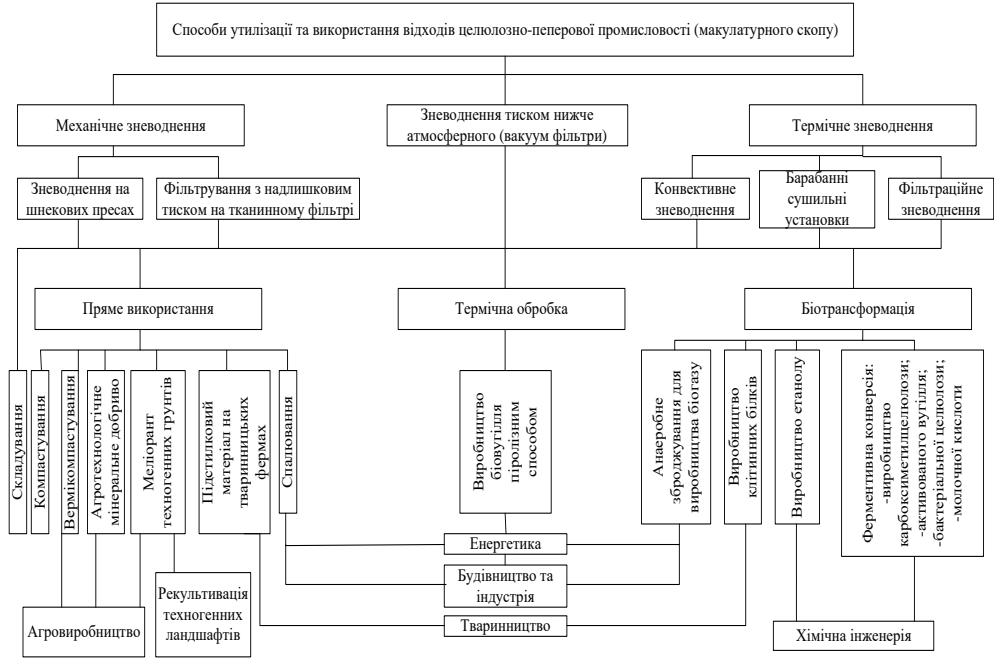 Способи утилізації та використання відходів целюлозно-пеперової промисловості (макулатурного скопу)
Механічне зневоднення
Зневоднення тиском нижче
атмосферного (вакуум фільтри)
Термічне зневоднення
Зневоднення на
шнекових пресах
Фільтрування з надлишковим
тиском на тканинному фільтрі
Конвективне
зневоднення
Барабанні
сушильні
установки
Фільтраційне
зневоднення
Пряме використання
Термічна обробка
Біотрансформація
Складування
Компастування
Вермікомпастування
Агротехнологічне
мінеральне добриво
Меліорант
техногенних грунтів
Підстилковий
матеріал на
тваринницьких
фермах
Спалювання
Виробництво
біовугілля
піролізним
способом
Анаеробне
зброджування для
виробництва біогазу
Виробництво
клітинних білків
Виробництво етанолу
Ферментивна конверсія:
-виробництво
карбоксиметилцелюлози;
-активованого вугілля;
-бактеріальної целюлози;
-молочної кислоти
Енергетика
Будівництво та
індустрія
Тваринництво
Агровиробництво
Рекультивація
техногенних
ландшафтів
Хімічна інженерія